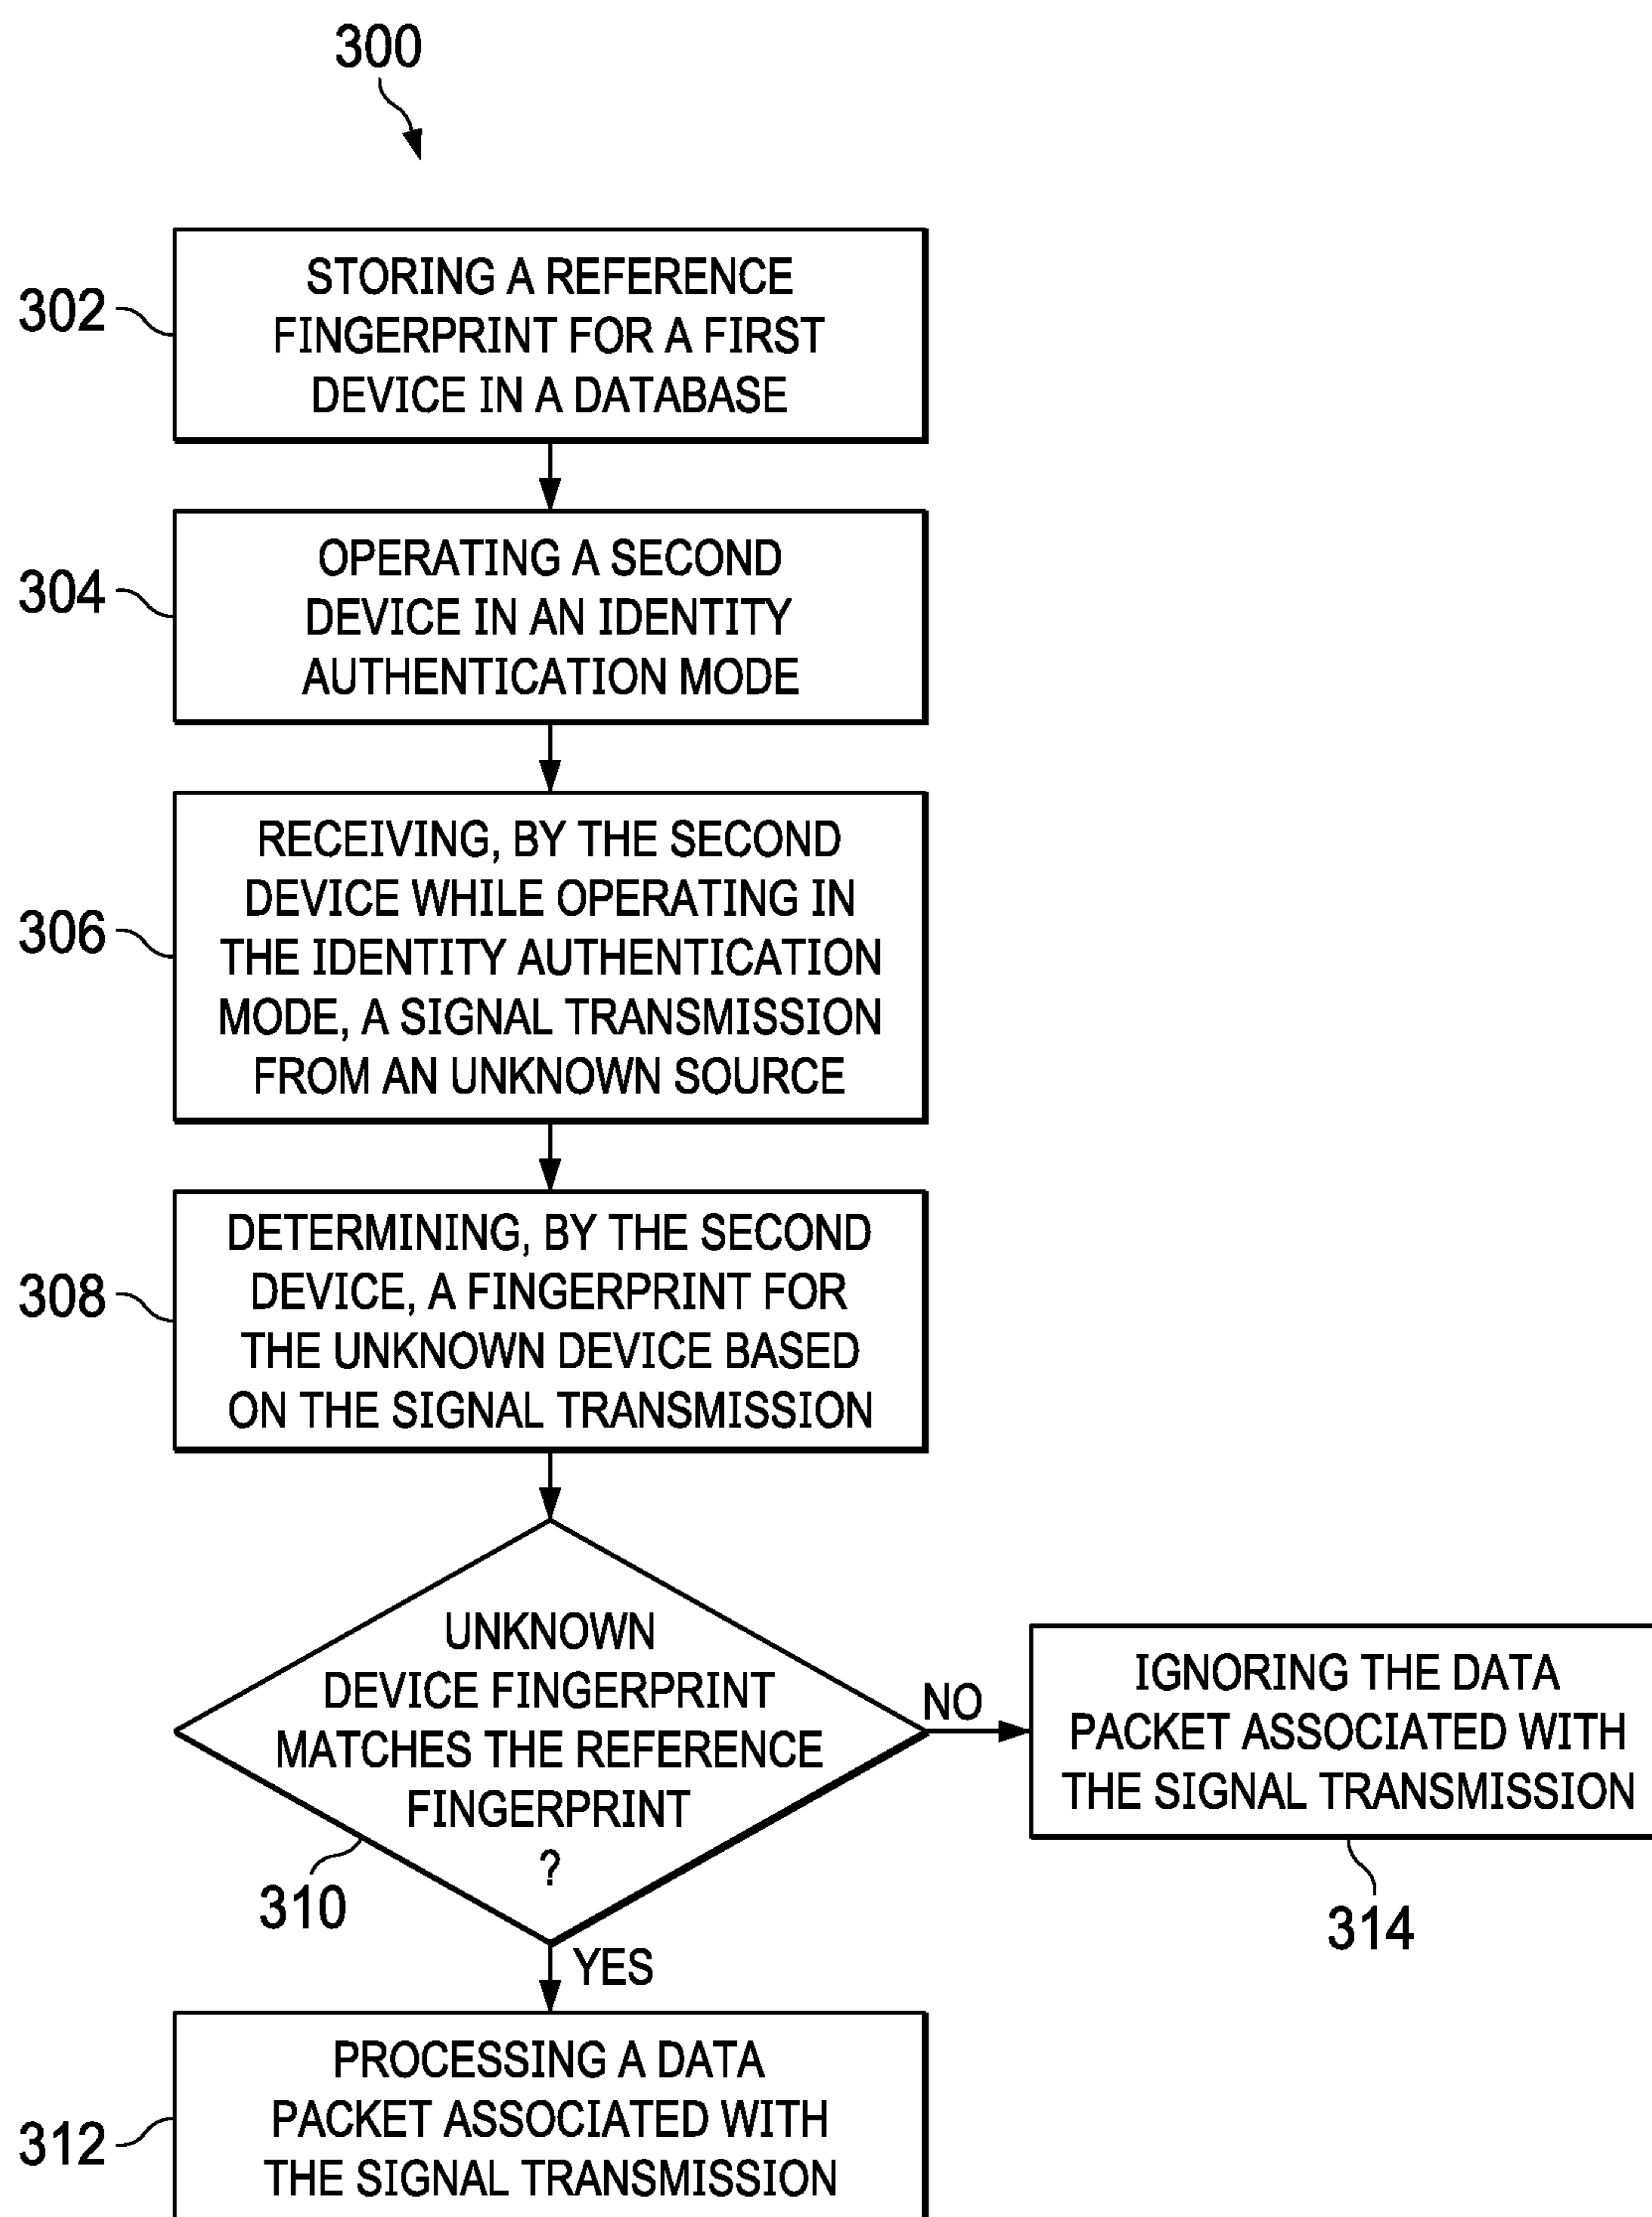 300
302
STORING A REFERENCE
FINGERPRINT FOR A FIRST
DEVICE IN A DATABASE
304
OPERATING A SECOND
DEVICE IN AN IDENTITY
AUTHENTICATION MODE
306
RECEIVING, BY THE SECOND
DEVICE WHILE OPERATING IN
THE IDENTITY AUTHENTICATION
MODE, A SIGNAL TRANSMISSION
FROM AN UNKNOWN SOURCE
308
DETERMINING, BY THE SECOND
DEVICE, A FINGERPRINT FOR
THE UNKNOWN DEVICE BASED
ON THE SIGNAL TRANSMISSION
UNKNOWN
DEVICE FINGERPRINT
MATCHES THE REFERENCE
FINGERPRINT
?
310
NO
IGNORING THE DATA
PACKET ASSOCIATED WITH
THE SIGNAL TRANSMISSION
314
YES
312
PROCESSING A DATA
PACKET ASSOCIATED WITH
THE SIGNAL TRANSMISSION